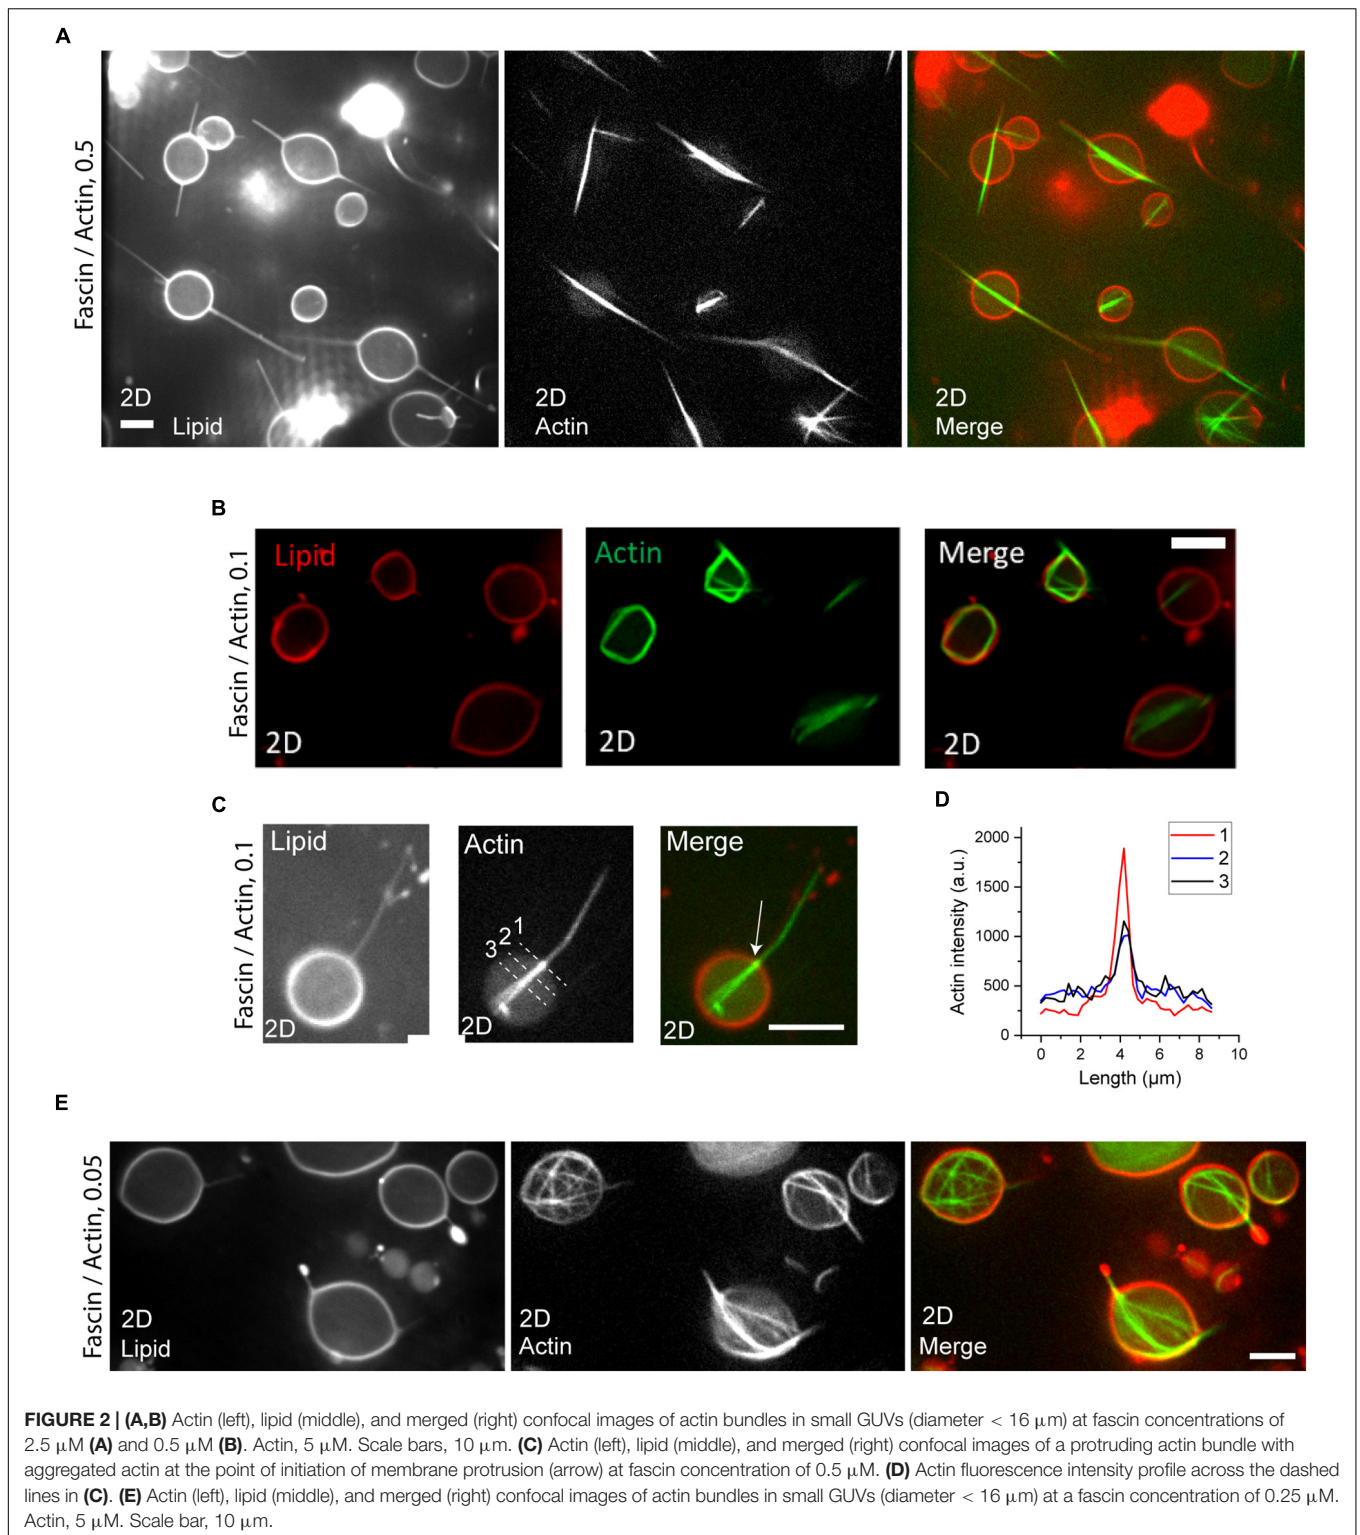 A
Fascin / Actin, 0.5
2D
Lipid
2D
Actin
2D
Merge
B
Fascin / Actin, 0.1
Lipid
2D
Actin
2D
Merge
2D
C
Fascin / Actin, 0.1
Lipid
2D
Actin
1
2
3
2D
Merge
2D
D
Actin intensity (a.u.)
2000
1500
1000
500
0
0 2 4 6 8 10
Length (μm)
1
2
3
E
Fascin / Actin, 0.05
2D
Lipid
2D
Actin
2D
Merge
FIGURE 2 | (A,B) Actin (left), lipid (middle), and merged (right) confocal images of actin bundles in small GUVs (diameter < 16 μm) at fascin concentrations of
2.5 μM (A) and 0.5 μM (B). Actin, 5 μM. Scale bars, 10 μm. (C) Actin (left), lipid (middle), and merged (right) confocal images of a protruding actin bundle with
aggregated actin at the point of initiation of membrane protrusion (arrow) at fascin concentration of 0.5 μM. (D) Actin fluorescence intensity profile across the dashed
lines in (C). (E) Actin (left), lipid (middle), and merged (right) confocal images of actin bundles in small GUVs (diameter < 16 μm) at a fascin concentration of 0.25 μM.
Actin, 5 μM. Scale bar, 10 μm.